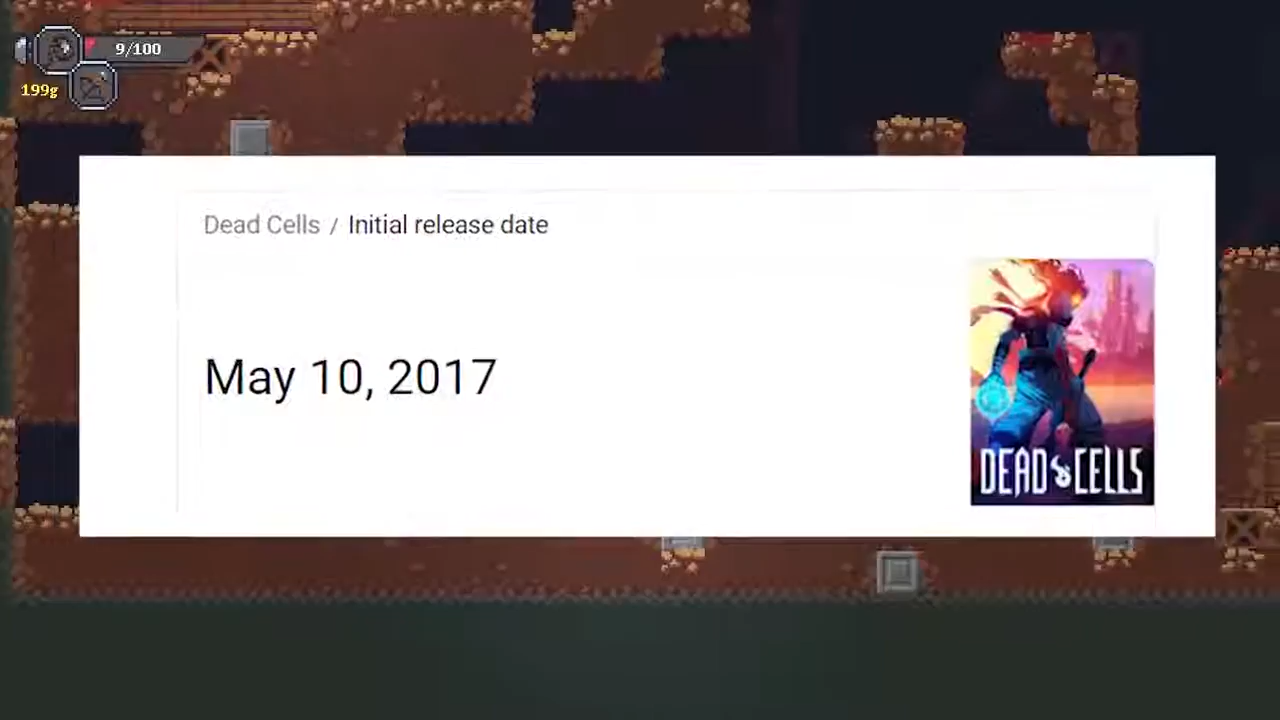 9/100
199g
Dead Cells / Initial release date
May 10, 2017
DEAD CELLS